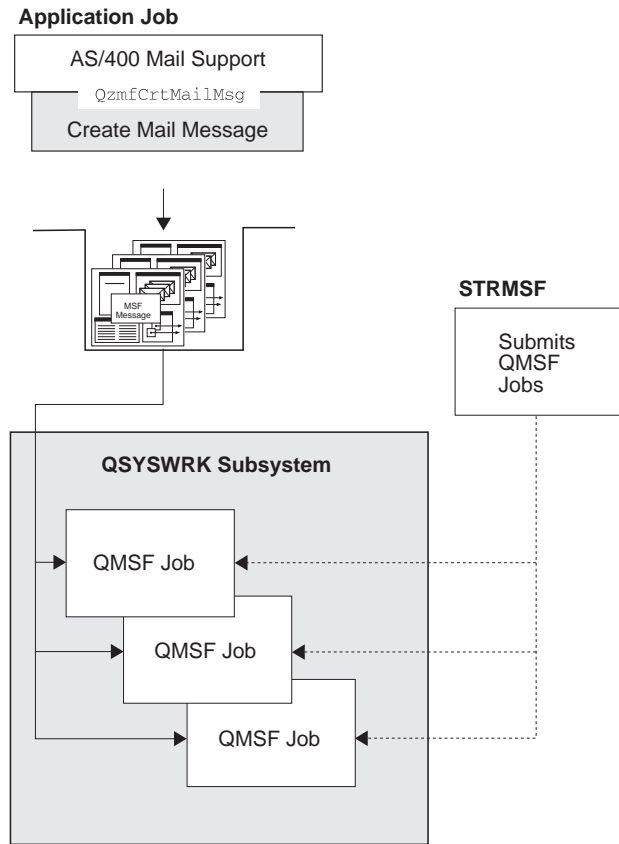 Application Job
AS/400 Mail Support
QzmfCrtMailMsg
Create Mail Message
MSF
Message
STRMSF
Submits
QMSF
Jobs
QSYSWRK Subsystem
QMSF Job
QMSF Job
QMSF Job